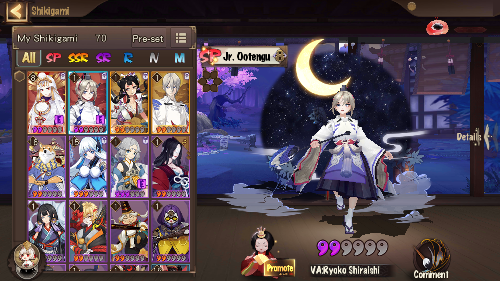 Shikigami
My Shikigami 70 Pre-set
All SP SSR SR R N M
SP Jr. Ootengu
Details
Promote
VA:Ryoko Shiraishi
Comment